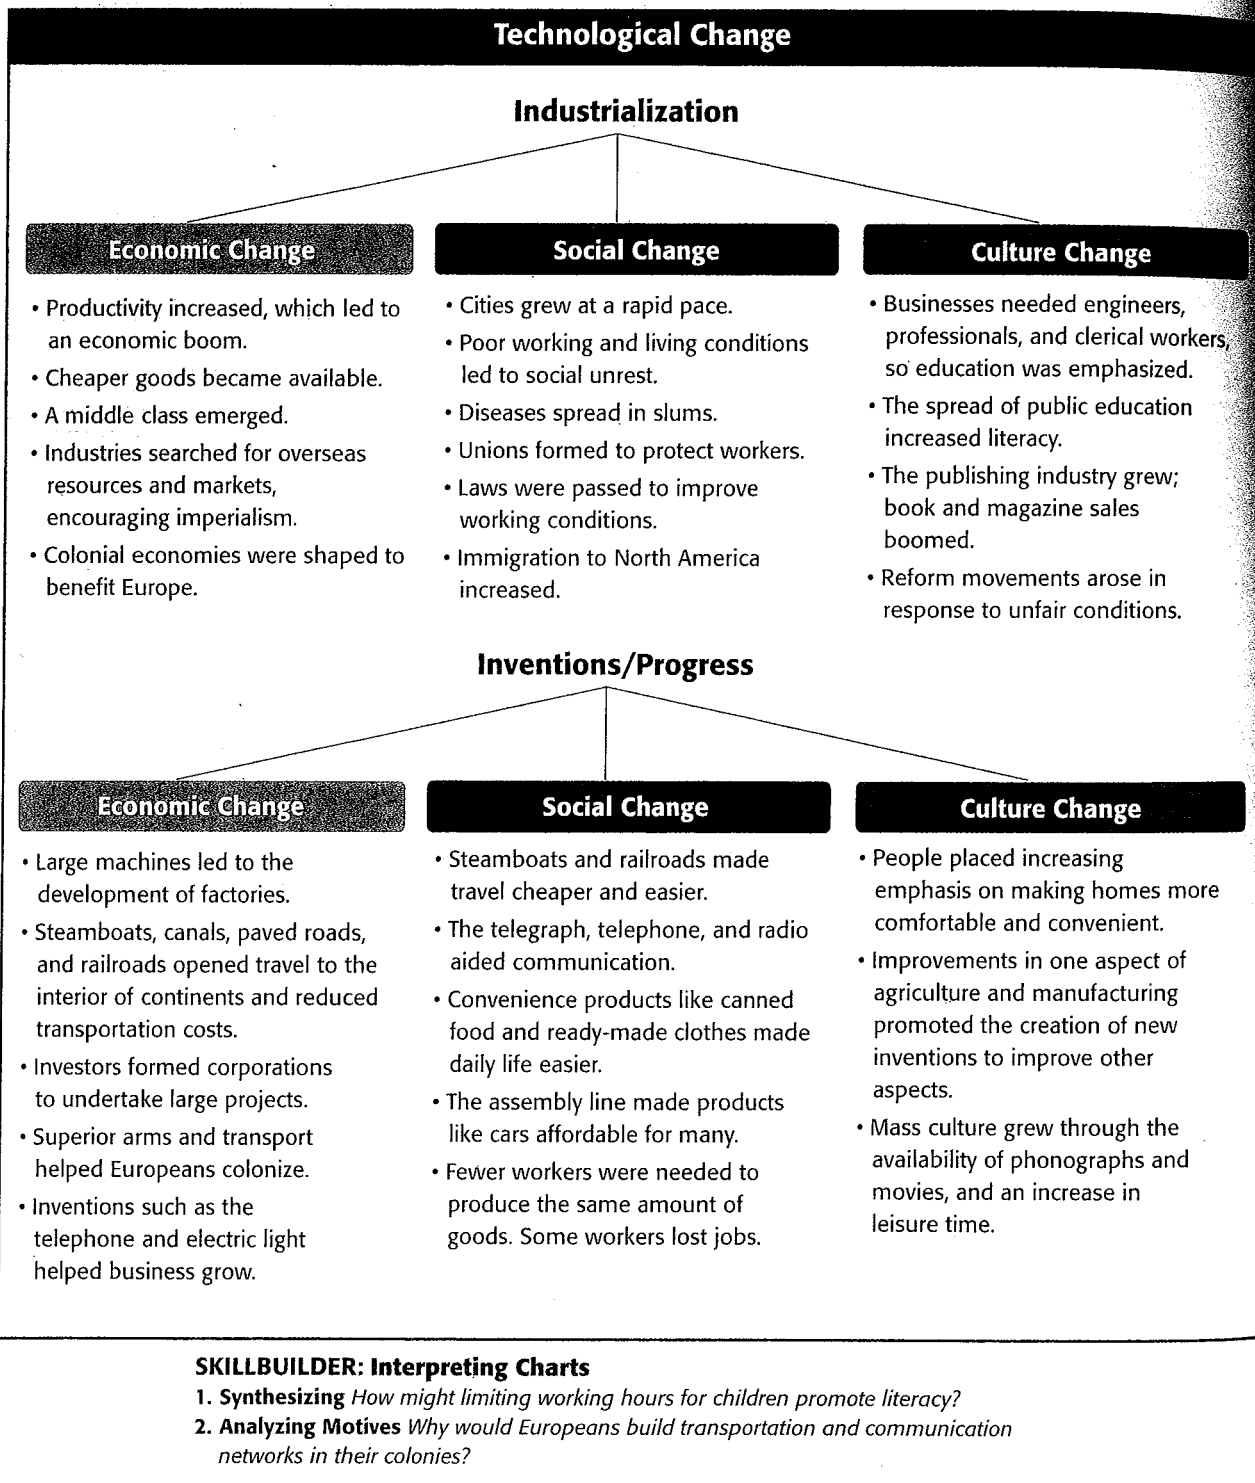 Technological Change
Industrialization
Economic Change
• Productivity increased, which led to
an economic boom.
• Cheaper goods became available.
• A middle class emerged.
• Industries searched for overseas
resources and markets,
encouraging imperialism.
• Colonial economies were shaped to
benefit Europe.
Social Change
• Cities grew at a rapid pace.
• Poor working and living conditions
led to social unrest.
• Diseases spread in slums.
• Unions formed to protect workers.
• Laws were passed to improve
working conditions.
• Immigration to North America
increased.
Culture Change
• Businesses needed engineers,
professionals, and clerical workers,
so education was emphasized.
• The spread of public education
increased literacy.
• The publishing industry grew;
book and magazine sales
boomed.
• Reform movements arose in
response to unfair conditions.
Inventions/Progress
Economic Change
• Large machines led to the
development of factories.
• Steamboats, canals, paved roads,
and railroads opened travel to the
interior of continents and reduced
transportation costs.
• Investors formed corporations
to undertake large projects.
• Superior arms and transport
helped Europeans colonize.
• Inventions such as the
telephone and electric light
helped business grow.
Social Change
• Steamboats and railroads made
travel cheaper and easier.
• The telegraph, telephone, and radio
aided communication.
• Convenience products like canned
food and ready-made clothes made
daily life easier.
• The assembly line made products
like cars affordable for many.
• Fewer workers were needed to
produce the same amount of
goods. Some workers lost jobs.
Culture Change
• People placed increasing
emphasis on making homes more
comfortable and convenient.
• Improvements in one aspect of
agriculture and manufacturing
promoted the creation of new
inventions to improve other
aspects.
• Mass culture grew through the
availability of phonographs and
movies, and an increase in
leisure time.
SKILLBUILDER: Interpreting Charts
1. Synthesizing How might limiting working hours for children promote literacy?
2. Analyzing Motives Why would Europeans build transportation and communication
networks in their colonies?